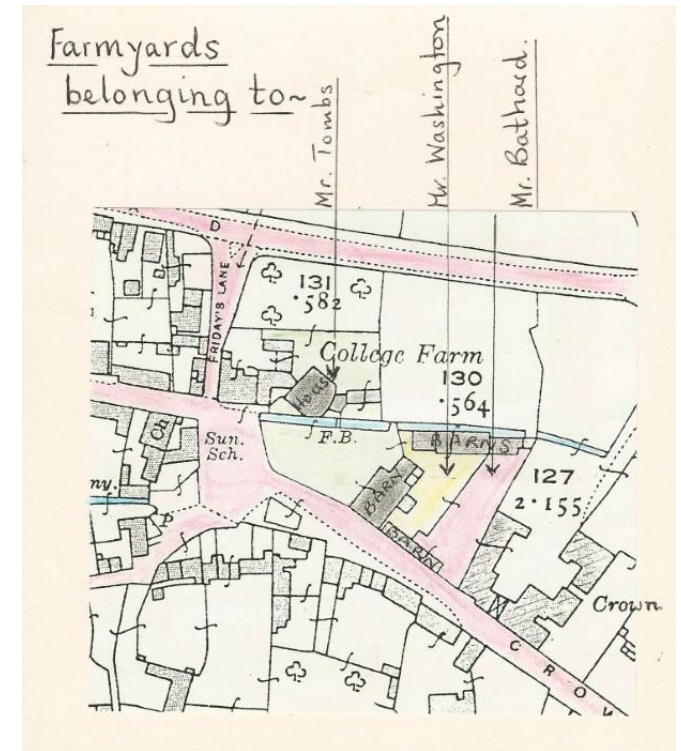 Farmyards
belonging to~
Mr. Tombs
Mr. Washington
Mr. Bathard.
D
FRIDAY'S LANE
131
·582
College Farm
130
·564
House
Ch
Sun.
Sch.
F.B.
BARNS
BARN
BARN
127
2·155
ny.
P
Crown
C R O W